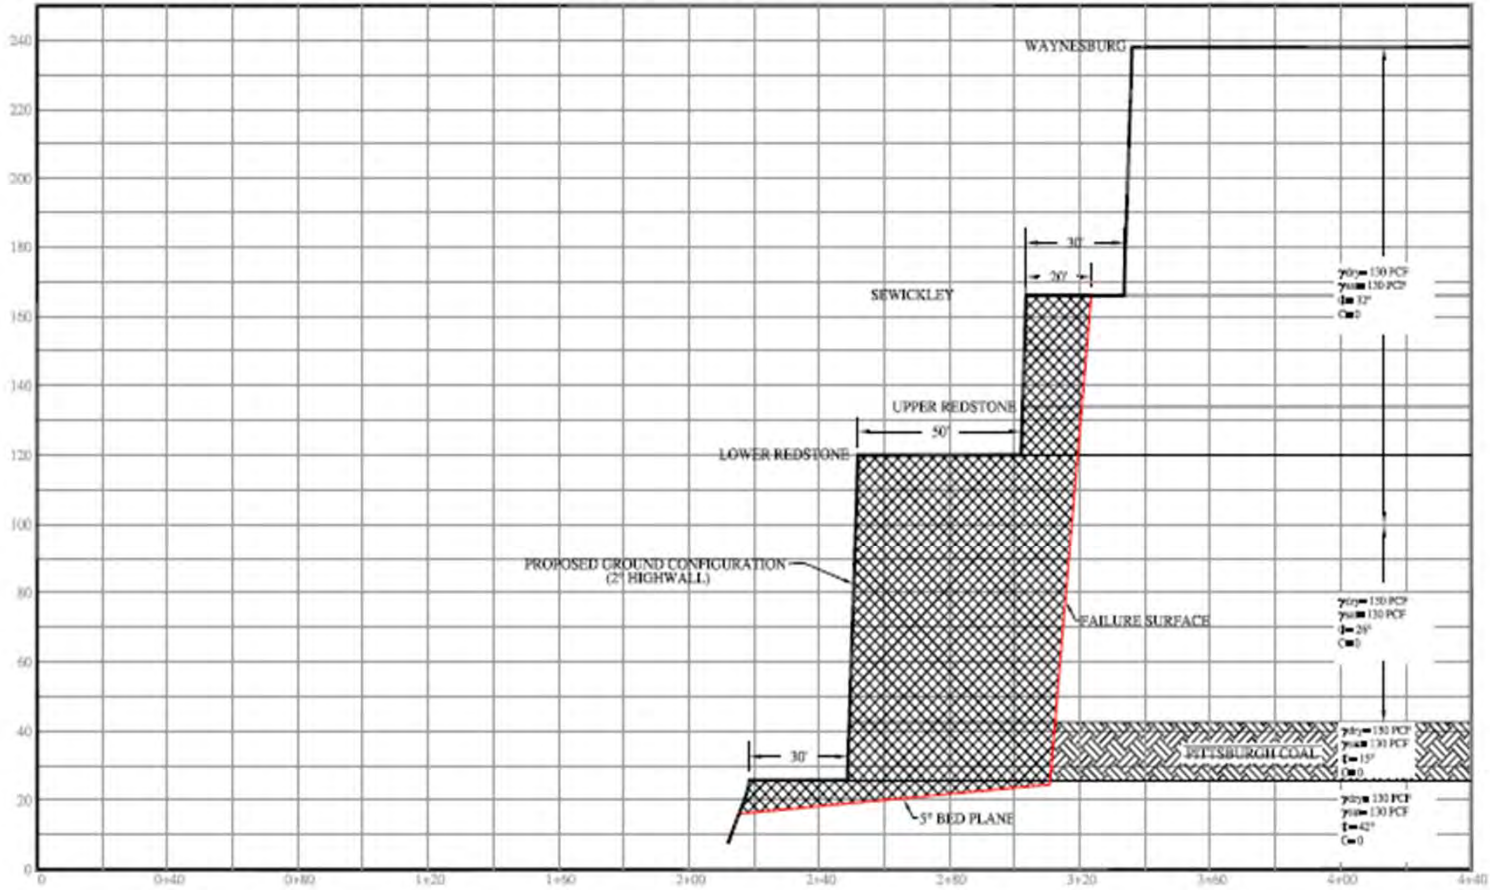 240
220
200
180
160
140
120
100
80
60
40
20
0
WAYNESBURG
30'
20'
SEWICKLEY
UPPER REDSTONE
50'
LOWER REDSTONE
PROPOSED GROUND CONFIGURATION
(2° HIGHWALL)
FAILURE SURFACE
30'
PITTSBURGH COAL
5° BED PLANE
γdry= 130 PCF
γsat= 130 PCF
Φ= 32°
C=0
γdry= 130 PCF
γsat= 130 PCF
Φ= 26°
C=0
γdry= 130 PCF
γsat= 130 PCF
Φ= 15°
C=0
γdry= 130 PCF
γsat= 130 PCF
Φ= 42°
C=0
0
0+40
0+80
1+20
1+60
2+00
2+40
2+80
3+20
3+60
4+00
4+40